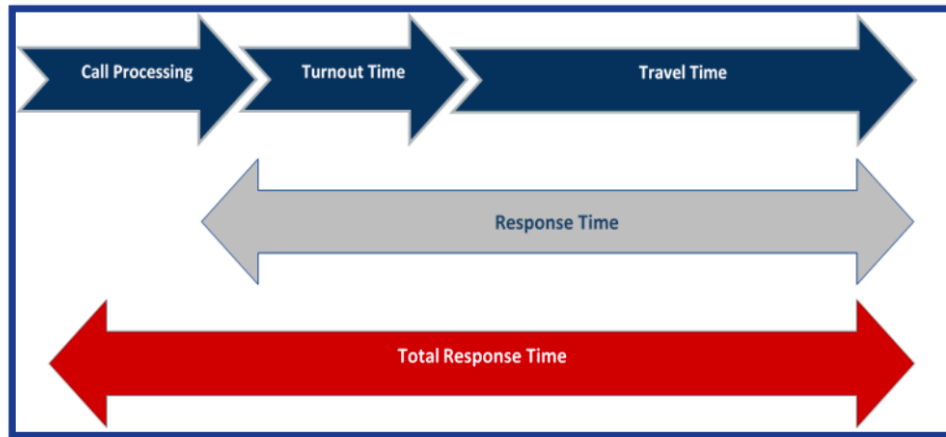 Call Processing
Turnout Time
Travel Time
Response Time
Total Response Time